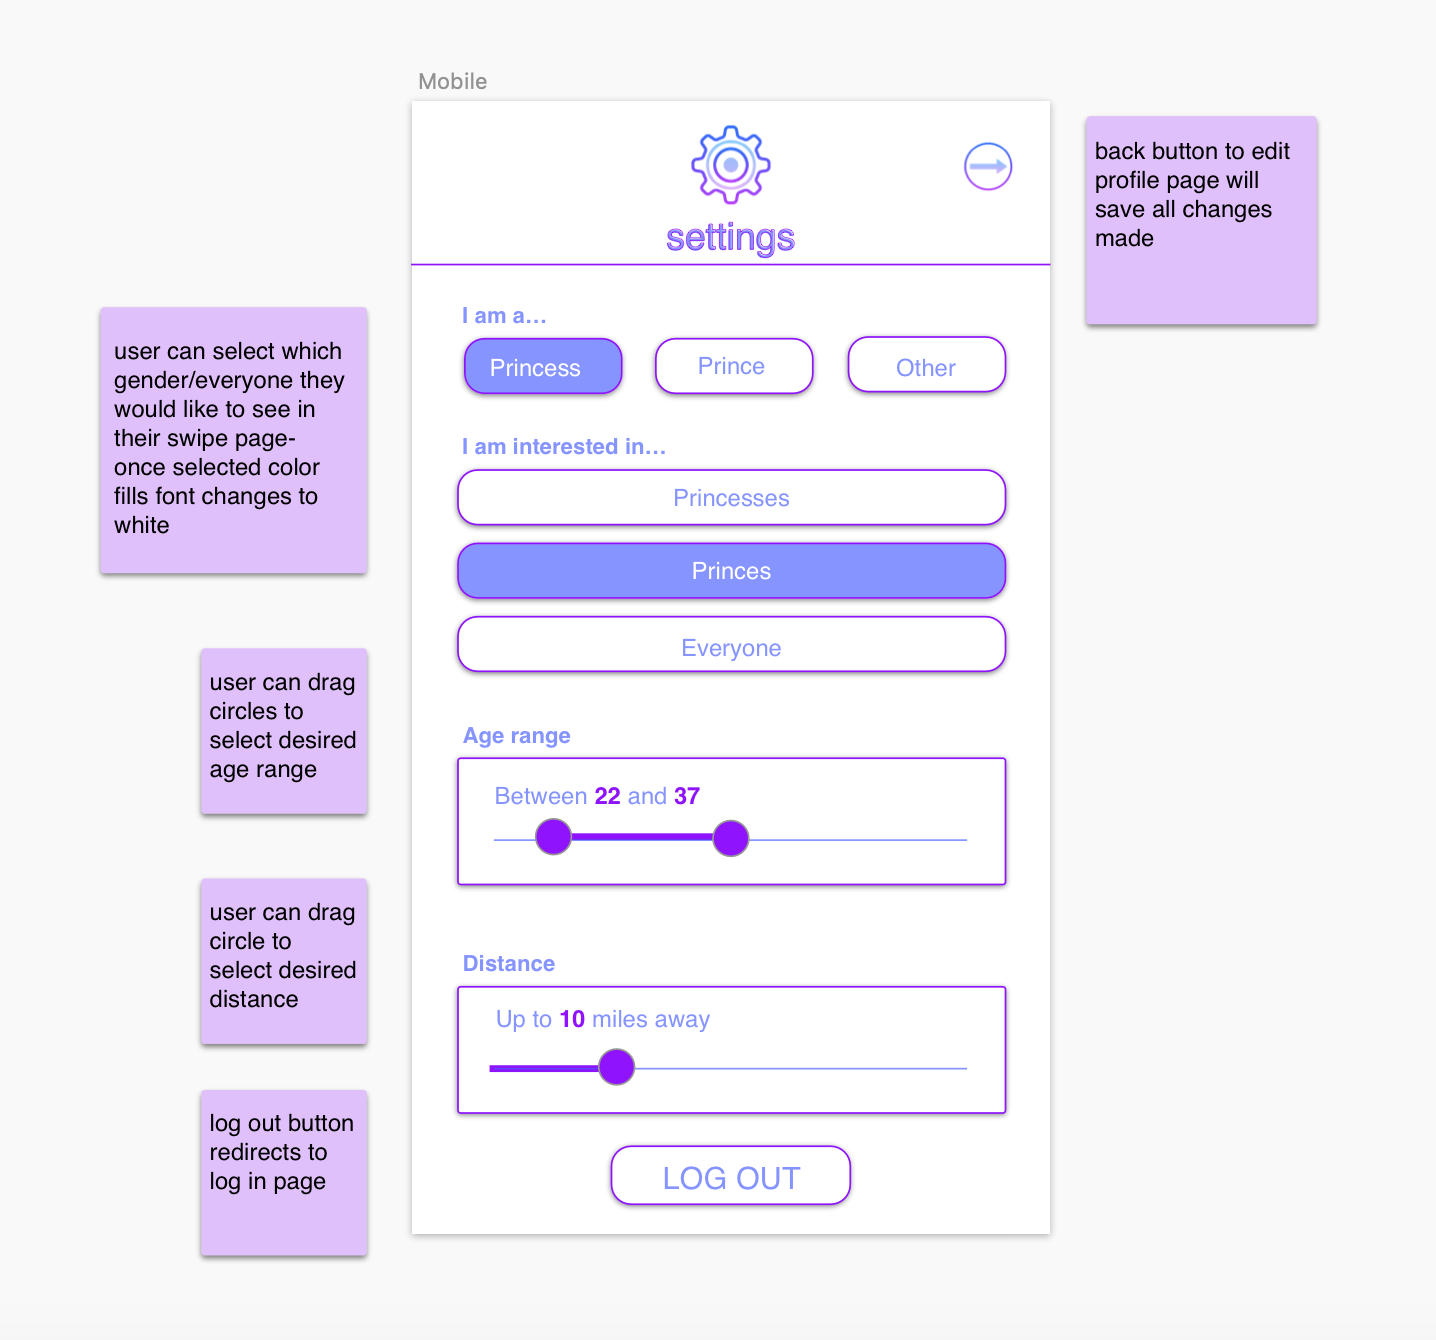 Mobile
settings
back button to edit
profile page will
save all changes
made
I am a...
Princess
Prince
Other
user can select which
gender/everyone they
would like to see in
their swipe page-
once selected color
fills font changes to
white
I am interested in...
Princesses
Princes
Everyone
user can drag
circles to
select desired
age range
Age range
Between 22 and 37
user can drag
circle to
select desired
distance
Distance
Up to 10 miles away
log out button
redirects to
log in page
LOG OUT